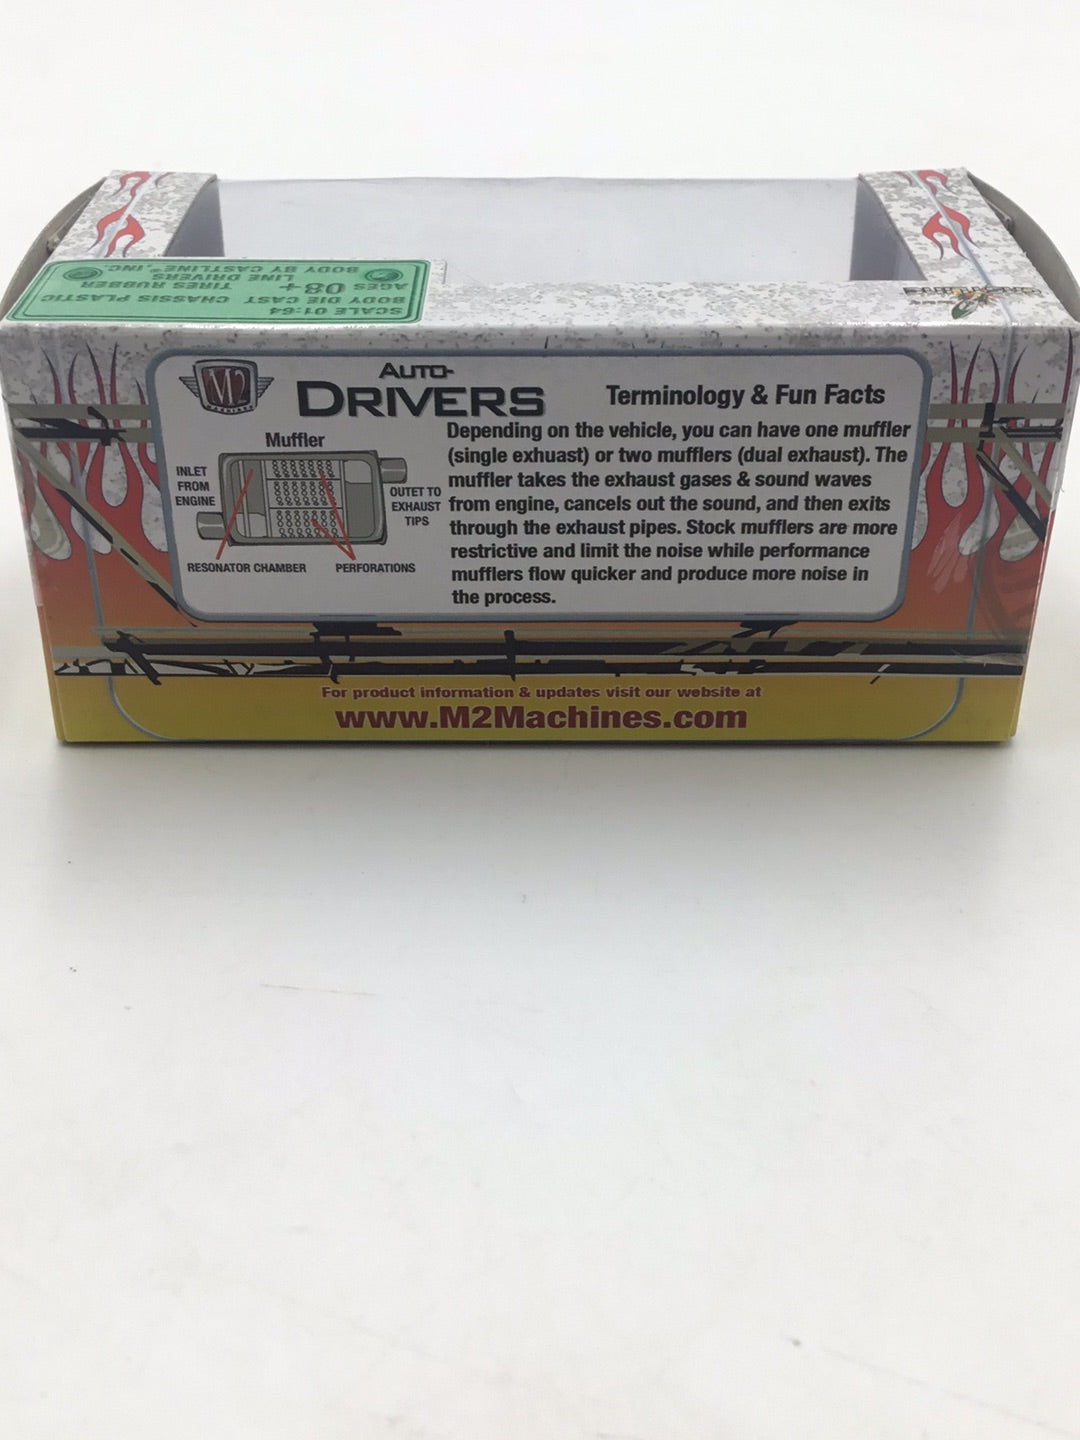 SCALE 01:64
BODY DIE CAST CHASSIS PLASTIC
AGES 08+ TIRES RUBBER
LINE DRIVERS
BODY BY CASTLINE®, INC.
M2
MACHINES
AUTO-
DRIVERS
Terminology & Fun Facts
Muffler
INLET
FROM
ENGINE
OUTET TO
EXHAUST
TIPS
RESONATOR CHAMBER
PERFORATIONS
Depending on the vehicle, you can have one muffler
(single exhuast) or two mufflers (dual exhaust). The
muffler takes the exhaust gases & sound waves
from engine, cancels out the sound, and then exits
through the exhaust pipes. Stock mufflers are more
restrictive and limit the noise while performance
mufflers flow quicker and produce more noise in
the process.
For product information & updates visit our website at
www.M2Machines.com